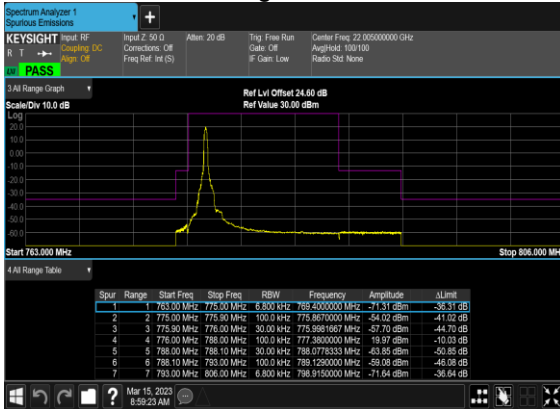 Spectrum Analyzer 1
Spurious Emissions
KEYSIGHT Input: RF
R T
Coupling: DC
Align: Off
Input Z: 50 Ω
Corrections: Off
Freq Ref: Int (S)
Atten: 20 dB
Trig: Free Run
Gate: Off
IF Gain: Low
Center Freq: 22.005000000 GHz
Avg|Hold: 100/100
Radio Std: None
PASS
3 All Range Graph
Scale/Div 10.0 dB
Ref Lvl Offset 24.60 dB
Ref Value 30.00 dBm
Log
20.0
10.0
0.00
-10.0
-20.0
-30.0
-40.0
-50.0
-60.0
Start 763.000 MHz
Stop 806.000 MH
4 All Range Table
Spur Range Start Freq Stop Freq RBW Frequency Amplitude ΔLimit
1 1 763.00 MHz 775.00 MHz 6.800 kHz 769.4000000 MHz -71.31 dBm -36.31 dB
2 2 775.00 MHz 775.90 MHz 100.0 kHz 775.8670000 MHz -54.02 dBm -41.02 dB
3 3 775.90 MHz 776.00 MHz 30.00 kHz 775.9981667 MHz -57.70 dBm -44.70 dB
4 4 776.00 MHz 788.00 MHz 100.0 kHz 777.3800000 MHz 19.97 dBm -10.03 dB
5 5 788.00 MHz 788.10 MHz 30.00 kHz 788.0778333 MHz -63.85 dBm -50.85 dB
6 6 788.10 MHz 793.00 MHz 100.0 kHz 789.1290000 MHz -59.08 dBm -46.08 dB
7 7 793.00 MHz 806.00 MHz 6.800 kHz 798.9150000 MHz -71.64 dBm -36.64 dB
Mar 15, 2023
8:59:23 AM